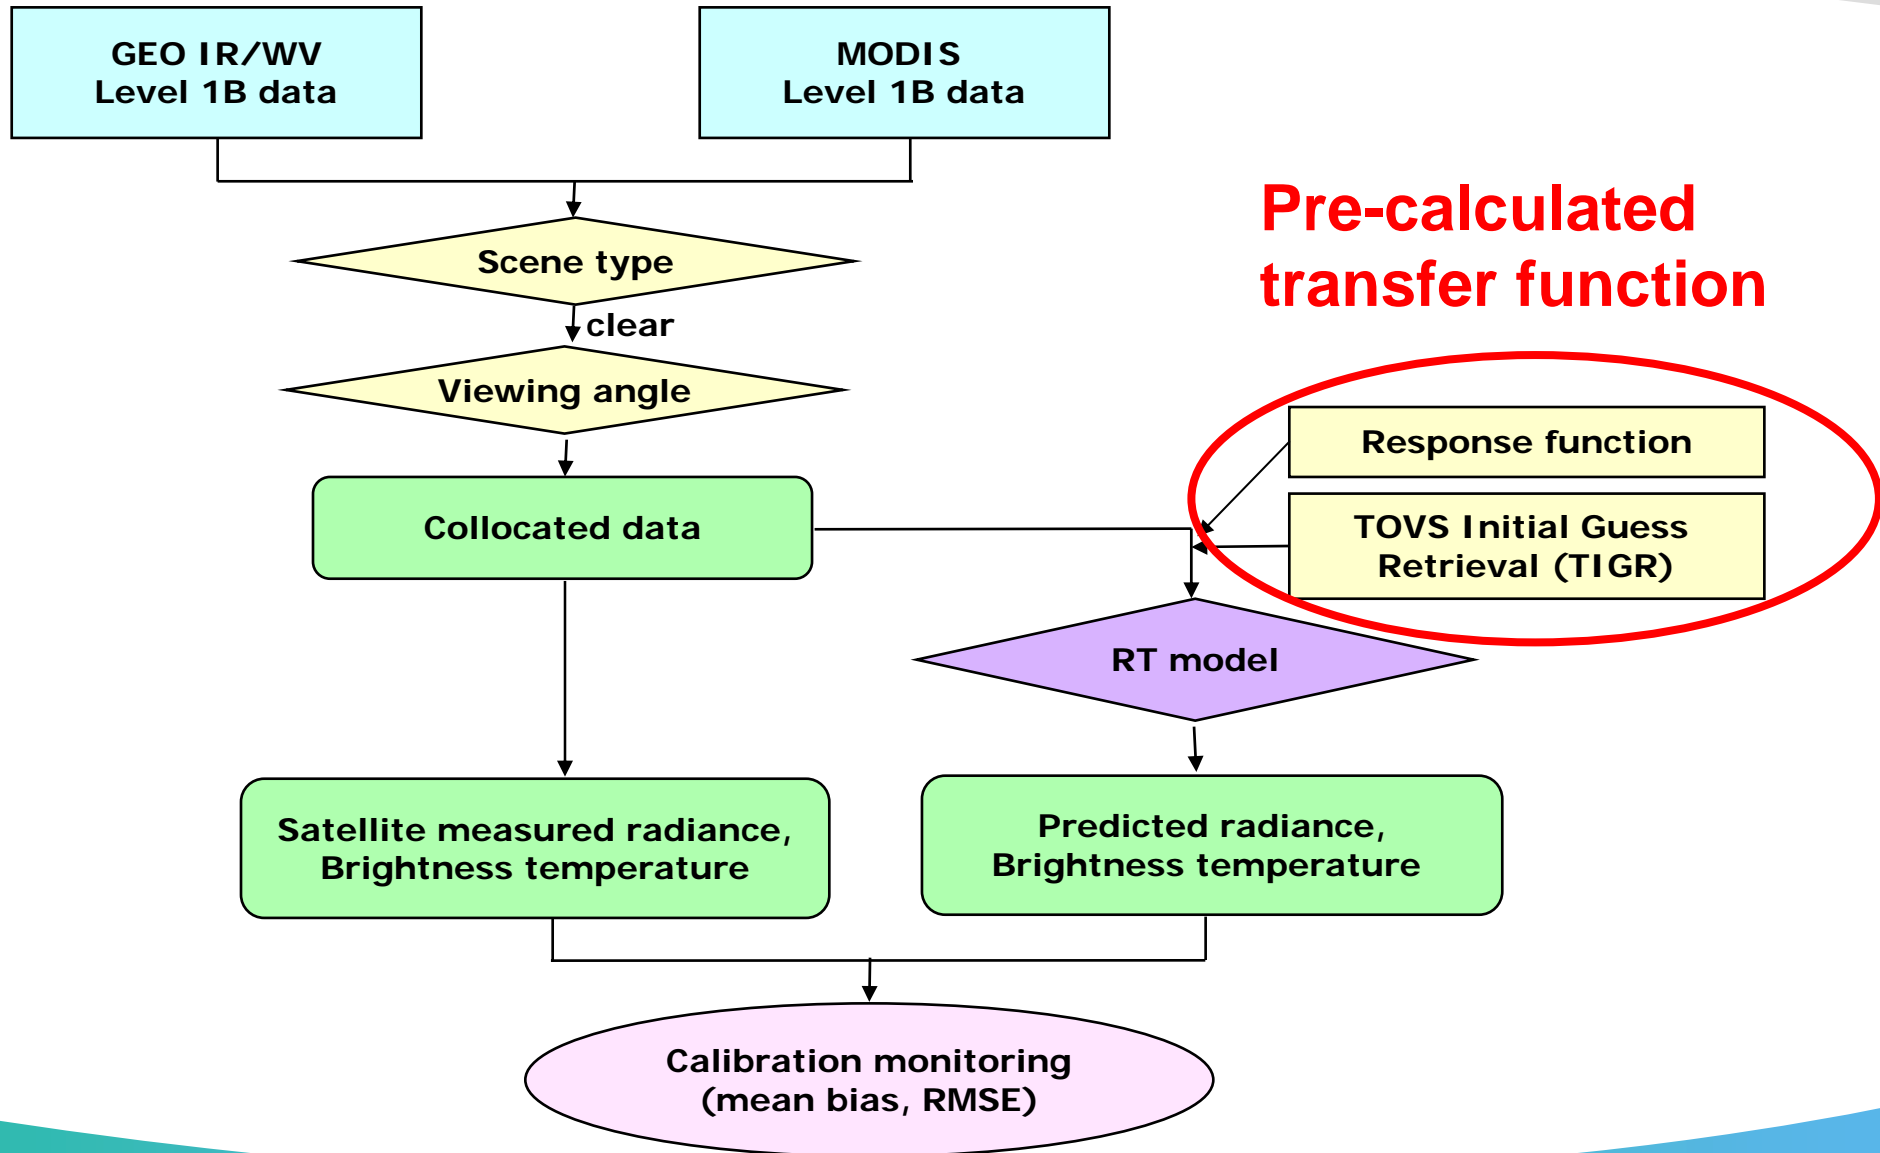 GEO IR/WV
Level 1B data
MODIS
Level 1B data
Pre-calculated
transfer function
Scene type
clear
Viewing angle
Response function
TOVS Initial Guess
Retrieval (TIGR)
Collocated data
RT model
Satellite measured radiance,
Brightness temperature
Predicted radiance,
Brightness temperature
Calibration monitoring
(mean bias, RMSE)